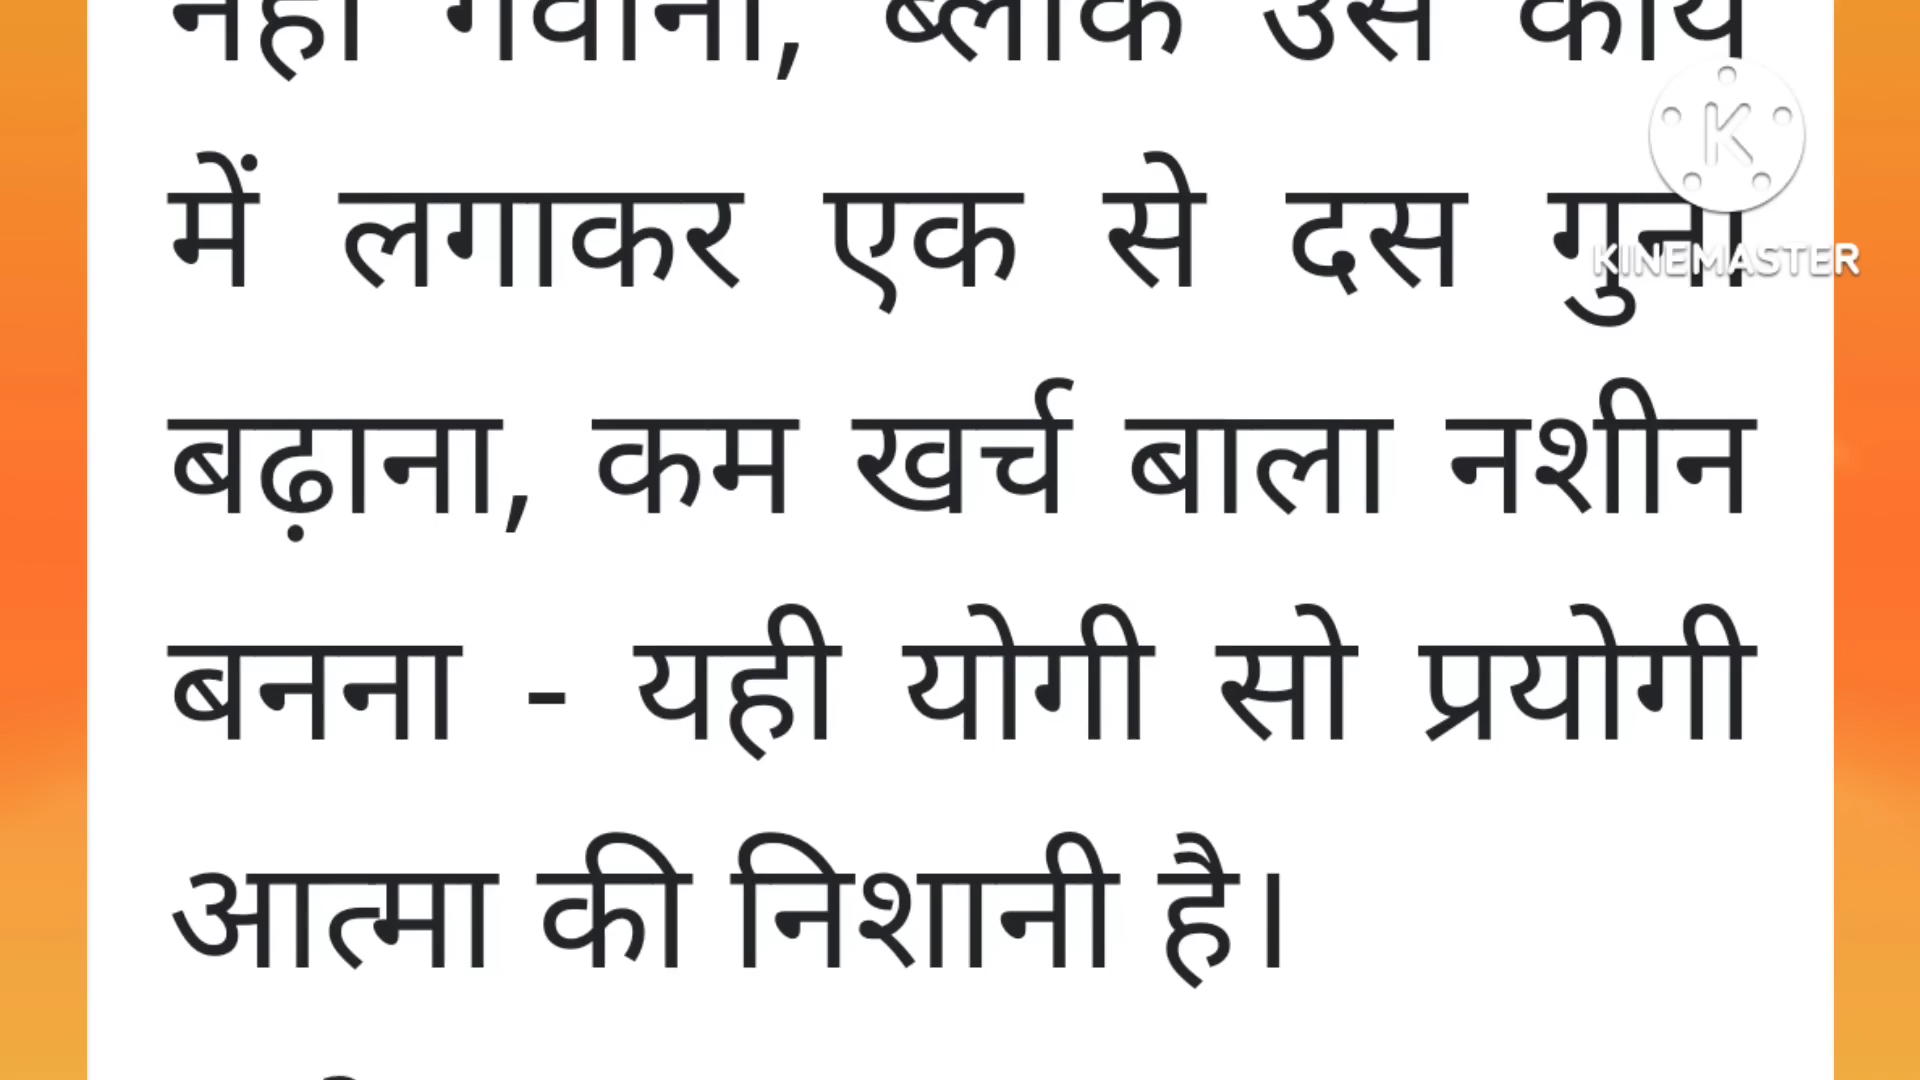 में लगाकर एक से दस गुना
बढ़ाना, कम खर्च बाला नशीन
बनना - यही योगी सो प्रयोगी
आत्मा की निशानी है।
K
KINEMASTER